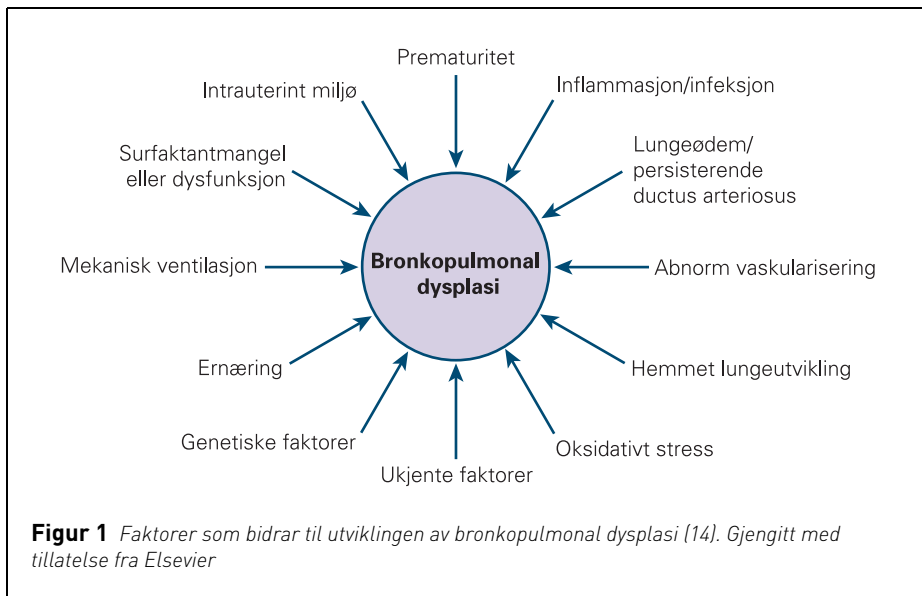 Prematuritet
Intrauterint miljø
Inflammasjon/infeksjon
Surfaktantmangel
eller dysfunksjon
Lungeødem/
persisterende
ductus arteriosus
Mekanisk ventilasjon
Bronkopulmonal
dysplasi
Abnorm vaskularisering
Ernæring
Hemmet lungeutvikling
Genetiske faktorer
Oksidativt stress
Ukjente faktorer
Figur 1 Faktorer som bidrar til utviklingen av bronkopulmonal dysplasi (14). Gjengitt med
tillatelse fra Elsevier